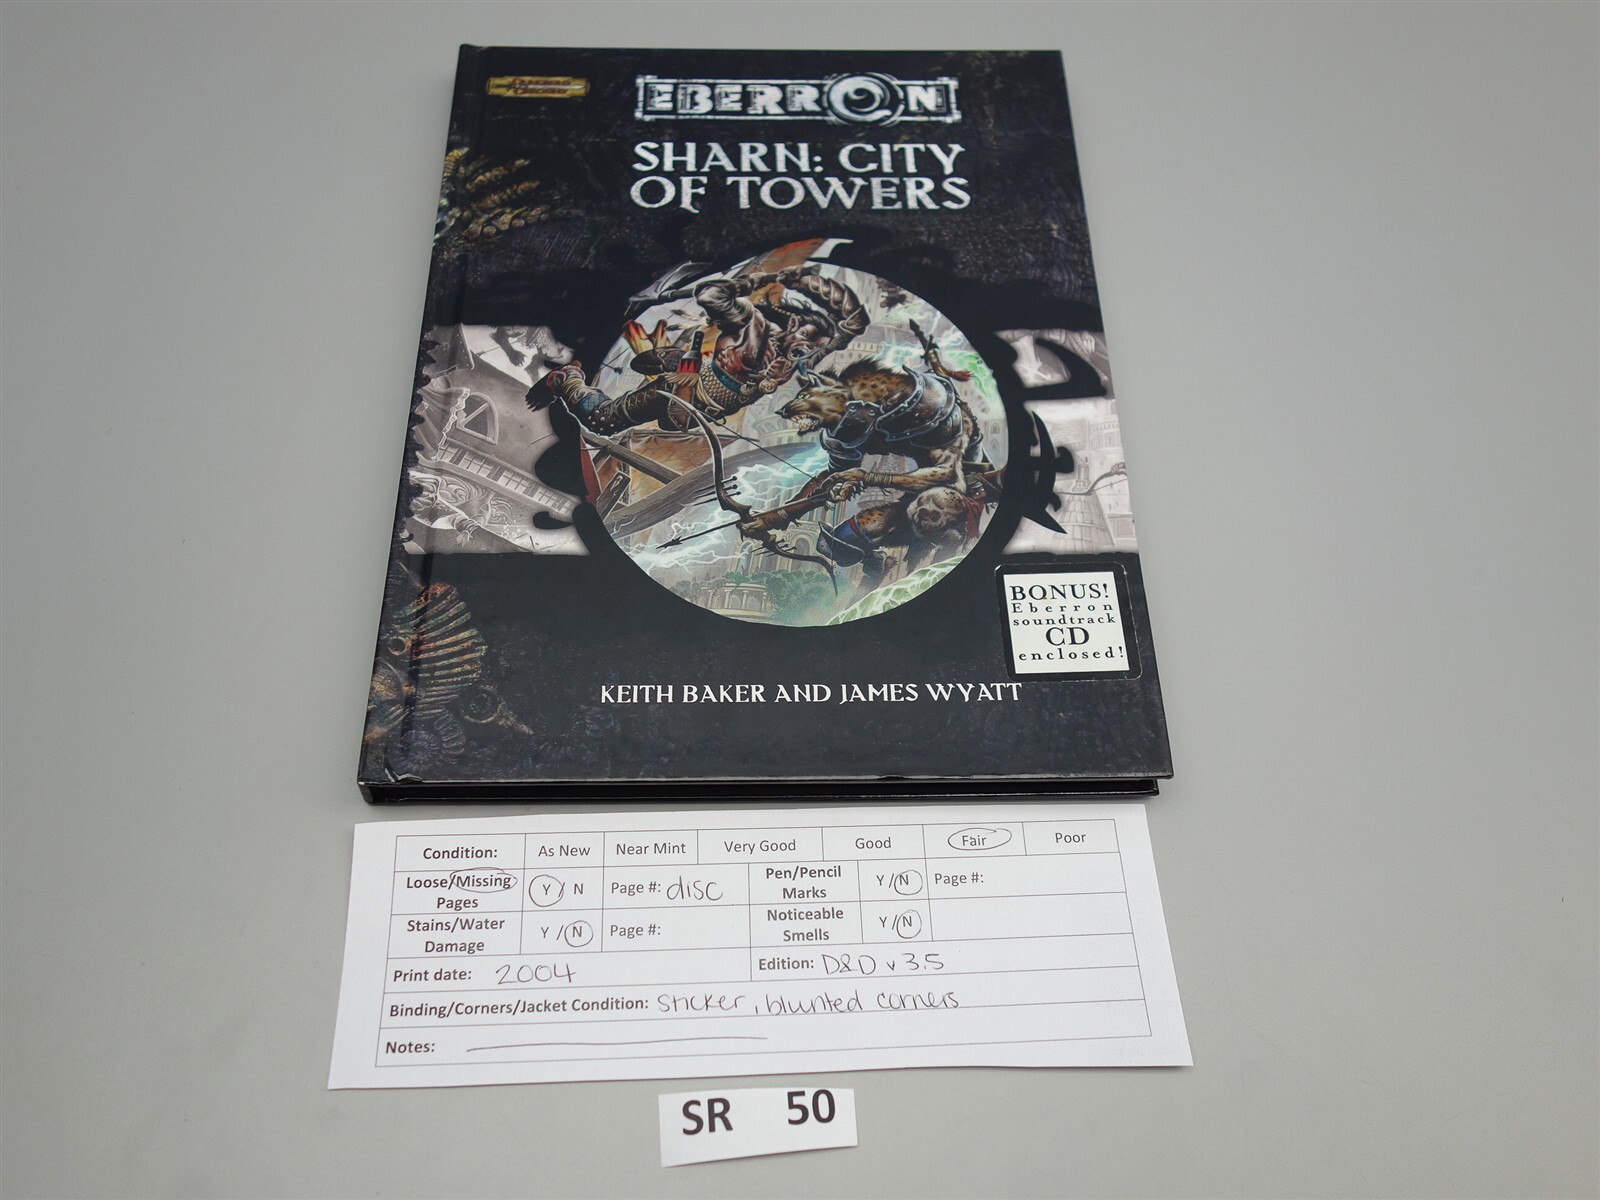 DUNGEONS & DRAGONS
EBERRON
SHARN: CITY
OF TOWERS
BONUS!
Eberron
soundtrack
CD
enclosed!
KEITH BAKER AND JAMES WYATT
Condition: As New Near Mint Very Good Good Fair Poor
Loose/Missing Pages Y/N Page #: disc Pen/Pencil Marks Y/N Page #:
Stains/Water Damage Y/N Page #: Noticeable Smells Y/N
Print date: 2004 Edition: D&D v 3.5
Binding/Corners/Jacket Condition: sticker, blunted corners
Notes:
SR 50